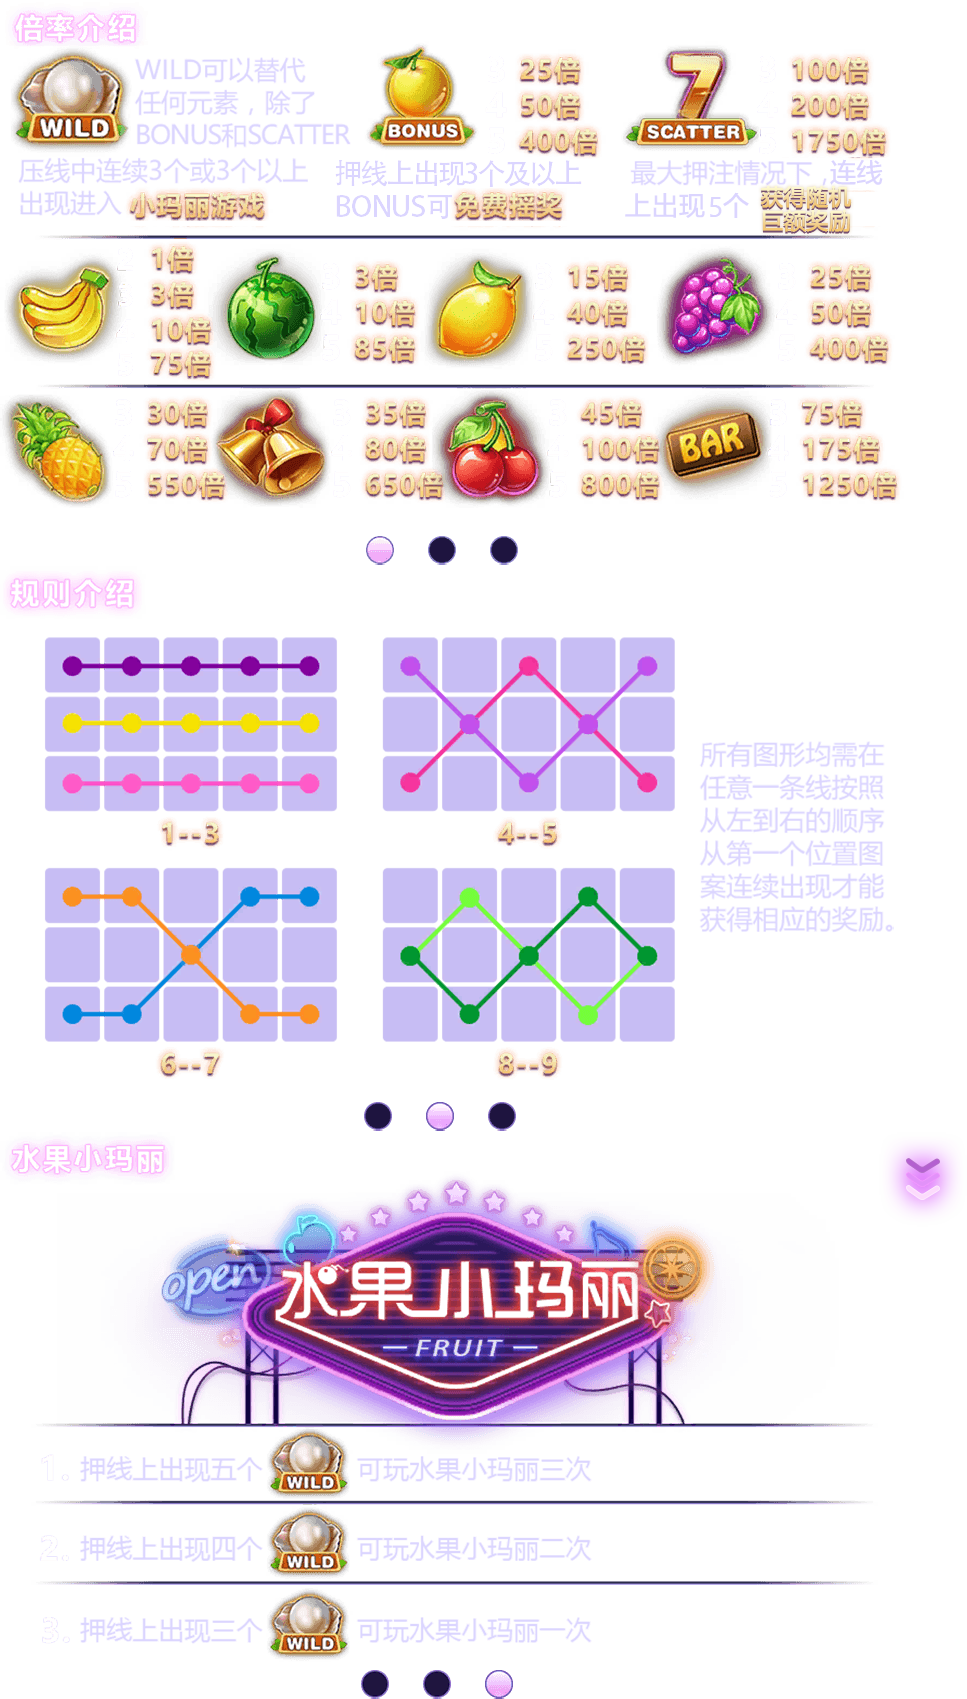 倍率介绍
WILD可以替代
任何元素，除了
BONUS和SCATTER
压线中连续3个或3个以上
出现进入 小玛丽游戏
WILD
25倍
50倍
400倍
BONUS
押线上出现3个及以上
BONUS可免费摇奖
100倍
200倍
1750倍
SCATTER
最大押注情况下,连线
上出现5个 获得随机
巨额奖励
1倍
3倍
10倍
75倍
3倍
10倍
85倍
15倍
40倍
250倍
25倍
50倍
400倍
30倍
70倍
550倍
35倍
80倍
650倍
45倍
100倍
800倍
BAR
75倍
175倍
1250倍
规则介绍
1--3
4--5
6--7
8--9
所有图形均需在
任意一条线按照
从左到右的顺序
从第一个位置图
案连续出现才能
获得相应的奖励。
水果小玛丽
open
水果小玛丽
FRUIT
1. 押线上出现五个 WILD 可玩水果小玛丽三次
2. 押线上出现四个 WILD 可玩水果小玛丽二次
3. 押线上出现三个 WILD 可玩水果小玛丽一次